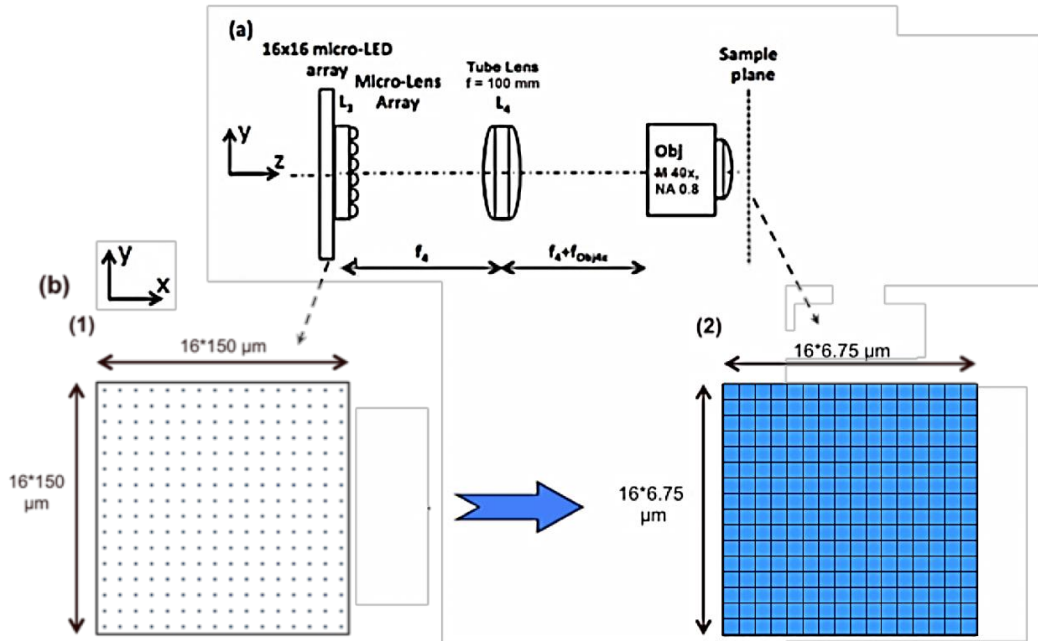 (a)
16x16 micro-LED
array
L3
Micro-Lens
Array
Tube Lens
f = 100 mm
L4
Sample
plane
Obj
M 40x,
NA 0.8
y
z
f4
f4+fObj4x
y
x
(b)
(1)
16*150 μm
16*150
μm
(2)
16*6.75 μm
16*6.75
μm